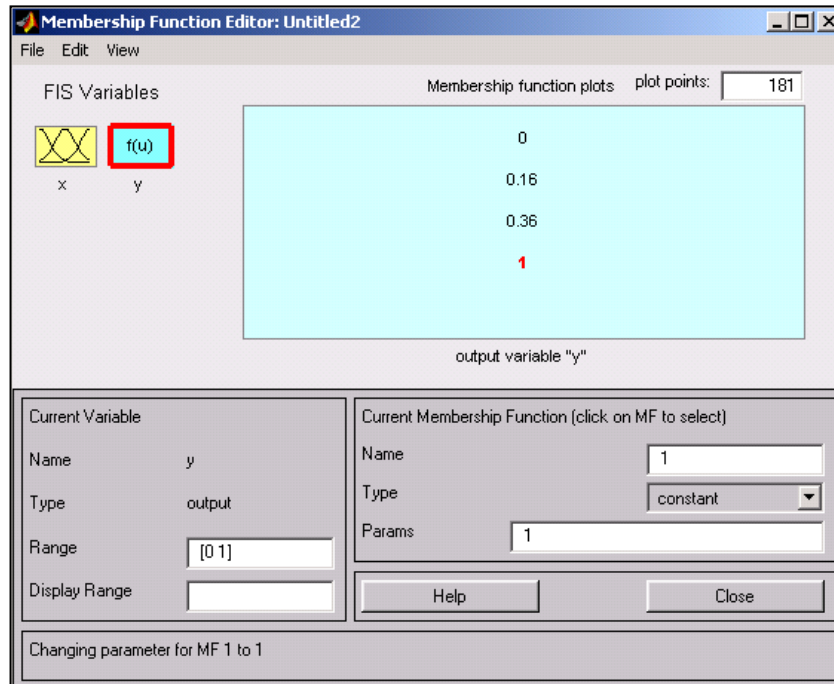 Membership Function Editor: Untitled2
File Edit View
FIS Variables
Membership function plots
plot points:
181
f(u)
x
y
0
0.16
0.36
1
output variable "y"
Current Variable
Name
y
Type
output
Range
[0 1]
Display Range
Current Membership Function (click on MF to select)
Name
1
Type
constant
Params
1
Help
Close
Changing parameter for MF 1 to 1